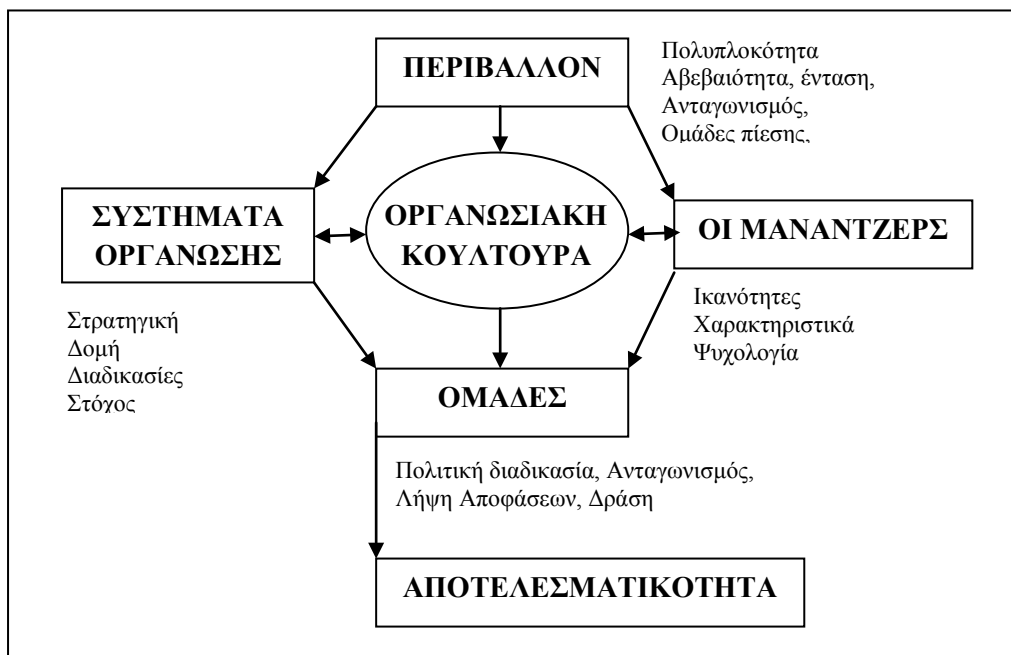 ΠΕΡΙΒΑΛΛΟΝ
Πολυπλοκότητα
Αβεβαιότητα, ένταση,
Ανταγωνισμός,
Ομάδες πίεσης,
ΣΥΣΤΗΜΑΤΑ
ΟΡΓΑΝΩΣΗΣ
ΟΡΓΑΝΩΣΙΑΚΗ
ΚΟΥΛΤΟΥΡΑ
ΟΙ ΜΑΝΑΝΤΖΕΡΣ
Στρατηγική
Δομή
Διαδικασίες
Στόχος
Ικανότητες
Χαρακτηριστικά
Ψυχολογία
ΟΜΑΔΕΣ
Πολιτική διαδικασία, Ανταγωνισμός,
Λήψη Αποφάσεων, Δράση
ΑΠΟΤΕΛΕΣΜΑΤΙΚΟΤΗΤΑ